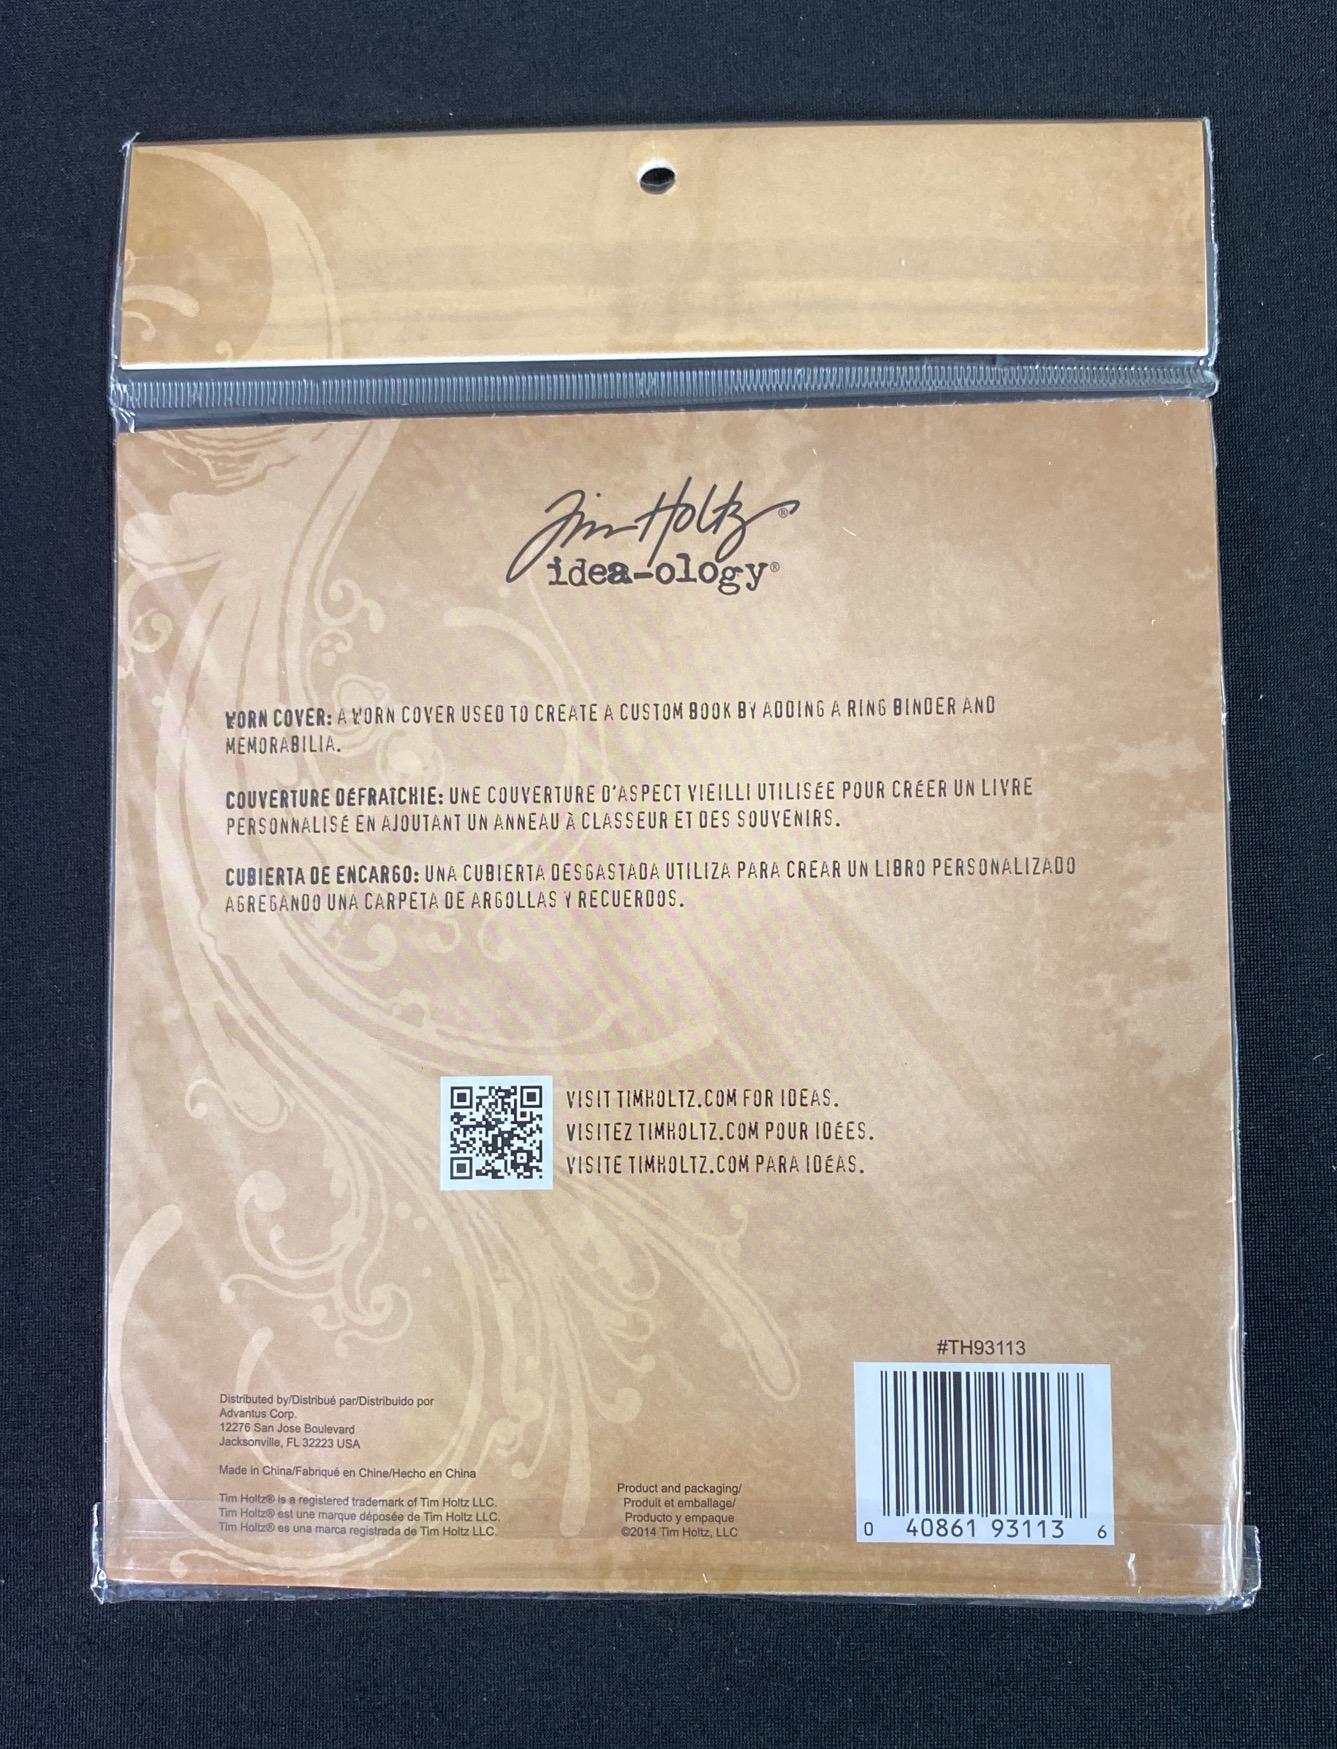 Tim Holtz®
idea-ology®
WORN COVER: A WORN COVER USED TO CREATE A CUSTOM BOOK BY ADDING A RING BINDER AND
MEMORABILIA.
COUVERTURE DÉFRATCHIE: UNE COUVERTURE D'ASPECT VIEILLI UTILISÉE POUR CRÉER UN LIVRE
PERSONNALISÉ EN AJOUTANT UN ANNEAU À CLASSEUR ET DES SOUVENIRS.
CUBIERTA DE ENCARGO: UNA CUBIERTA DESGASTADA UTILIZA PARA CREAR UN LIBRO PERSONALIZADO
AGREGANDO UNA CARPETA DE ARGOLLAS Y RECUERDOS.
VISIT TIMHOLTZ.COM FOR IDEAS.
VISITEZ TIMHOLTZ.COM POUR IDÉES.
VISITE TIMHOLTZ.COM PARA IDÉAS.
#TH93113
Distributed by/Distribué par/Distribuido por
Advantus Corp.
12276 San Jose Boulevard
Jacksonville, FL 32223 USA
Made in China/Fabriqué en Chine/Hecho en China
Tim Holtz® is a registered trademark of Tim Holtz LLC.
Tim Holtz® est une marque déposée de Tim Holtz LLC.
Tim Holtz® es una marca registrada de Tim Holtz LLC.
Product and packaging/
Produit et emballage/
Producto y empaque
©2014 Tim Holtz, LLC
0 40861 93113 6